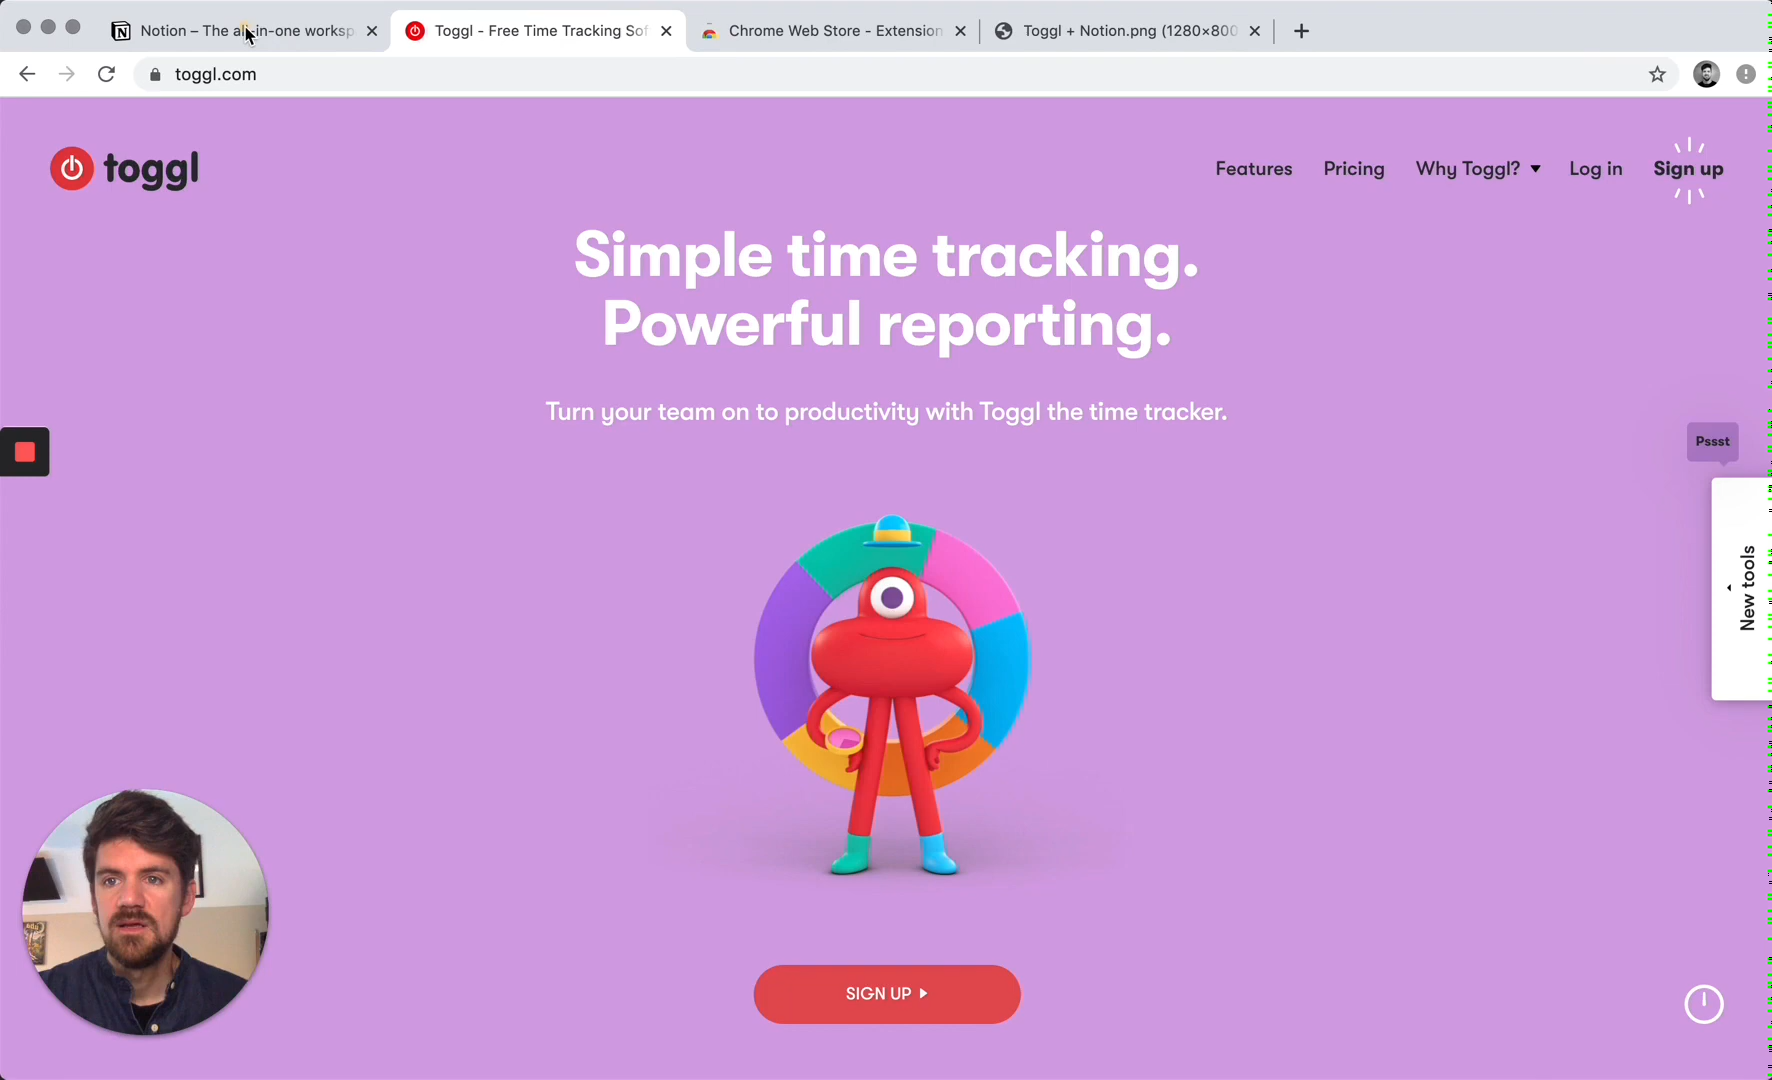 Notion – The all-in-one worksp
Toggl - Free Time Tracking Sof
Chrome Web Store - Extension
Toggl + Notion.png (1280×800
toggl.com
toggl
Features
Pricing
Why Toggl?
Log in
Sign up
Simple time tracking.
Powerful reporting.
Turn your team on to productivity with Toggl the time tracker.
Pssst
New tools
SIGN UP